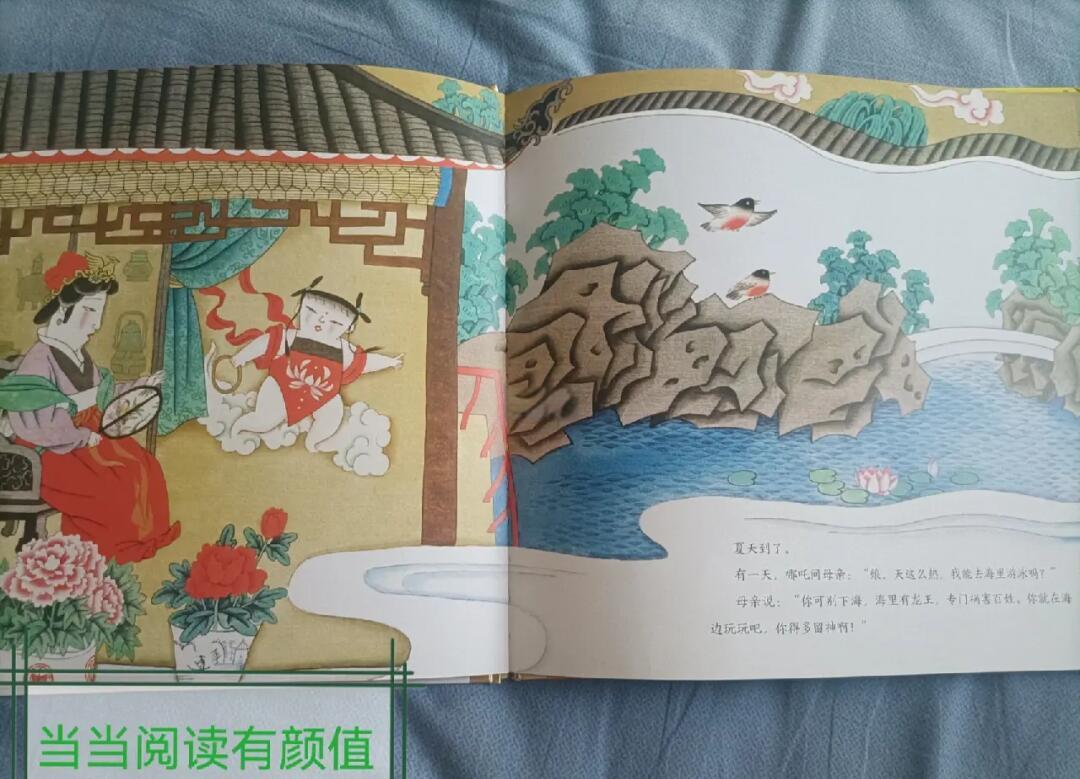 夏天到了。
有一天，哪吒问母亲：“娘，天这么热，我能去海里游泳吗？”
母亲说：“你可别下海，海里有龙王，专门祸害百姓。你就在海
边玩玩吧，你得多留神啊！”
当当阅读有颜值